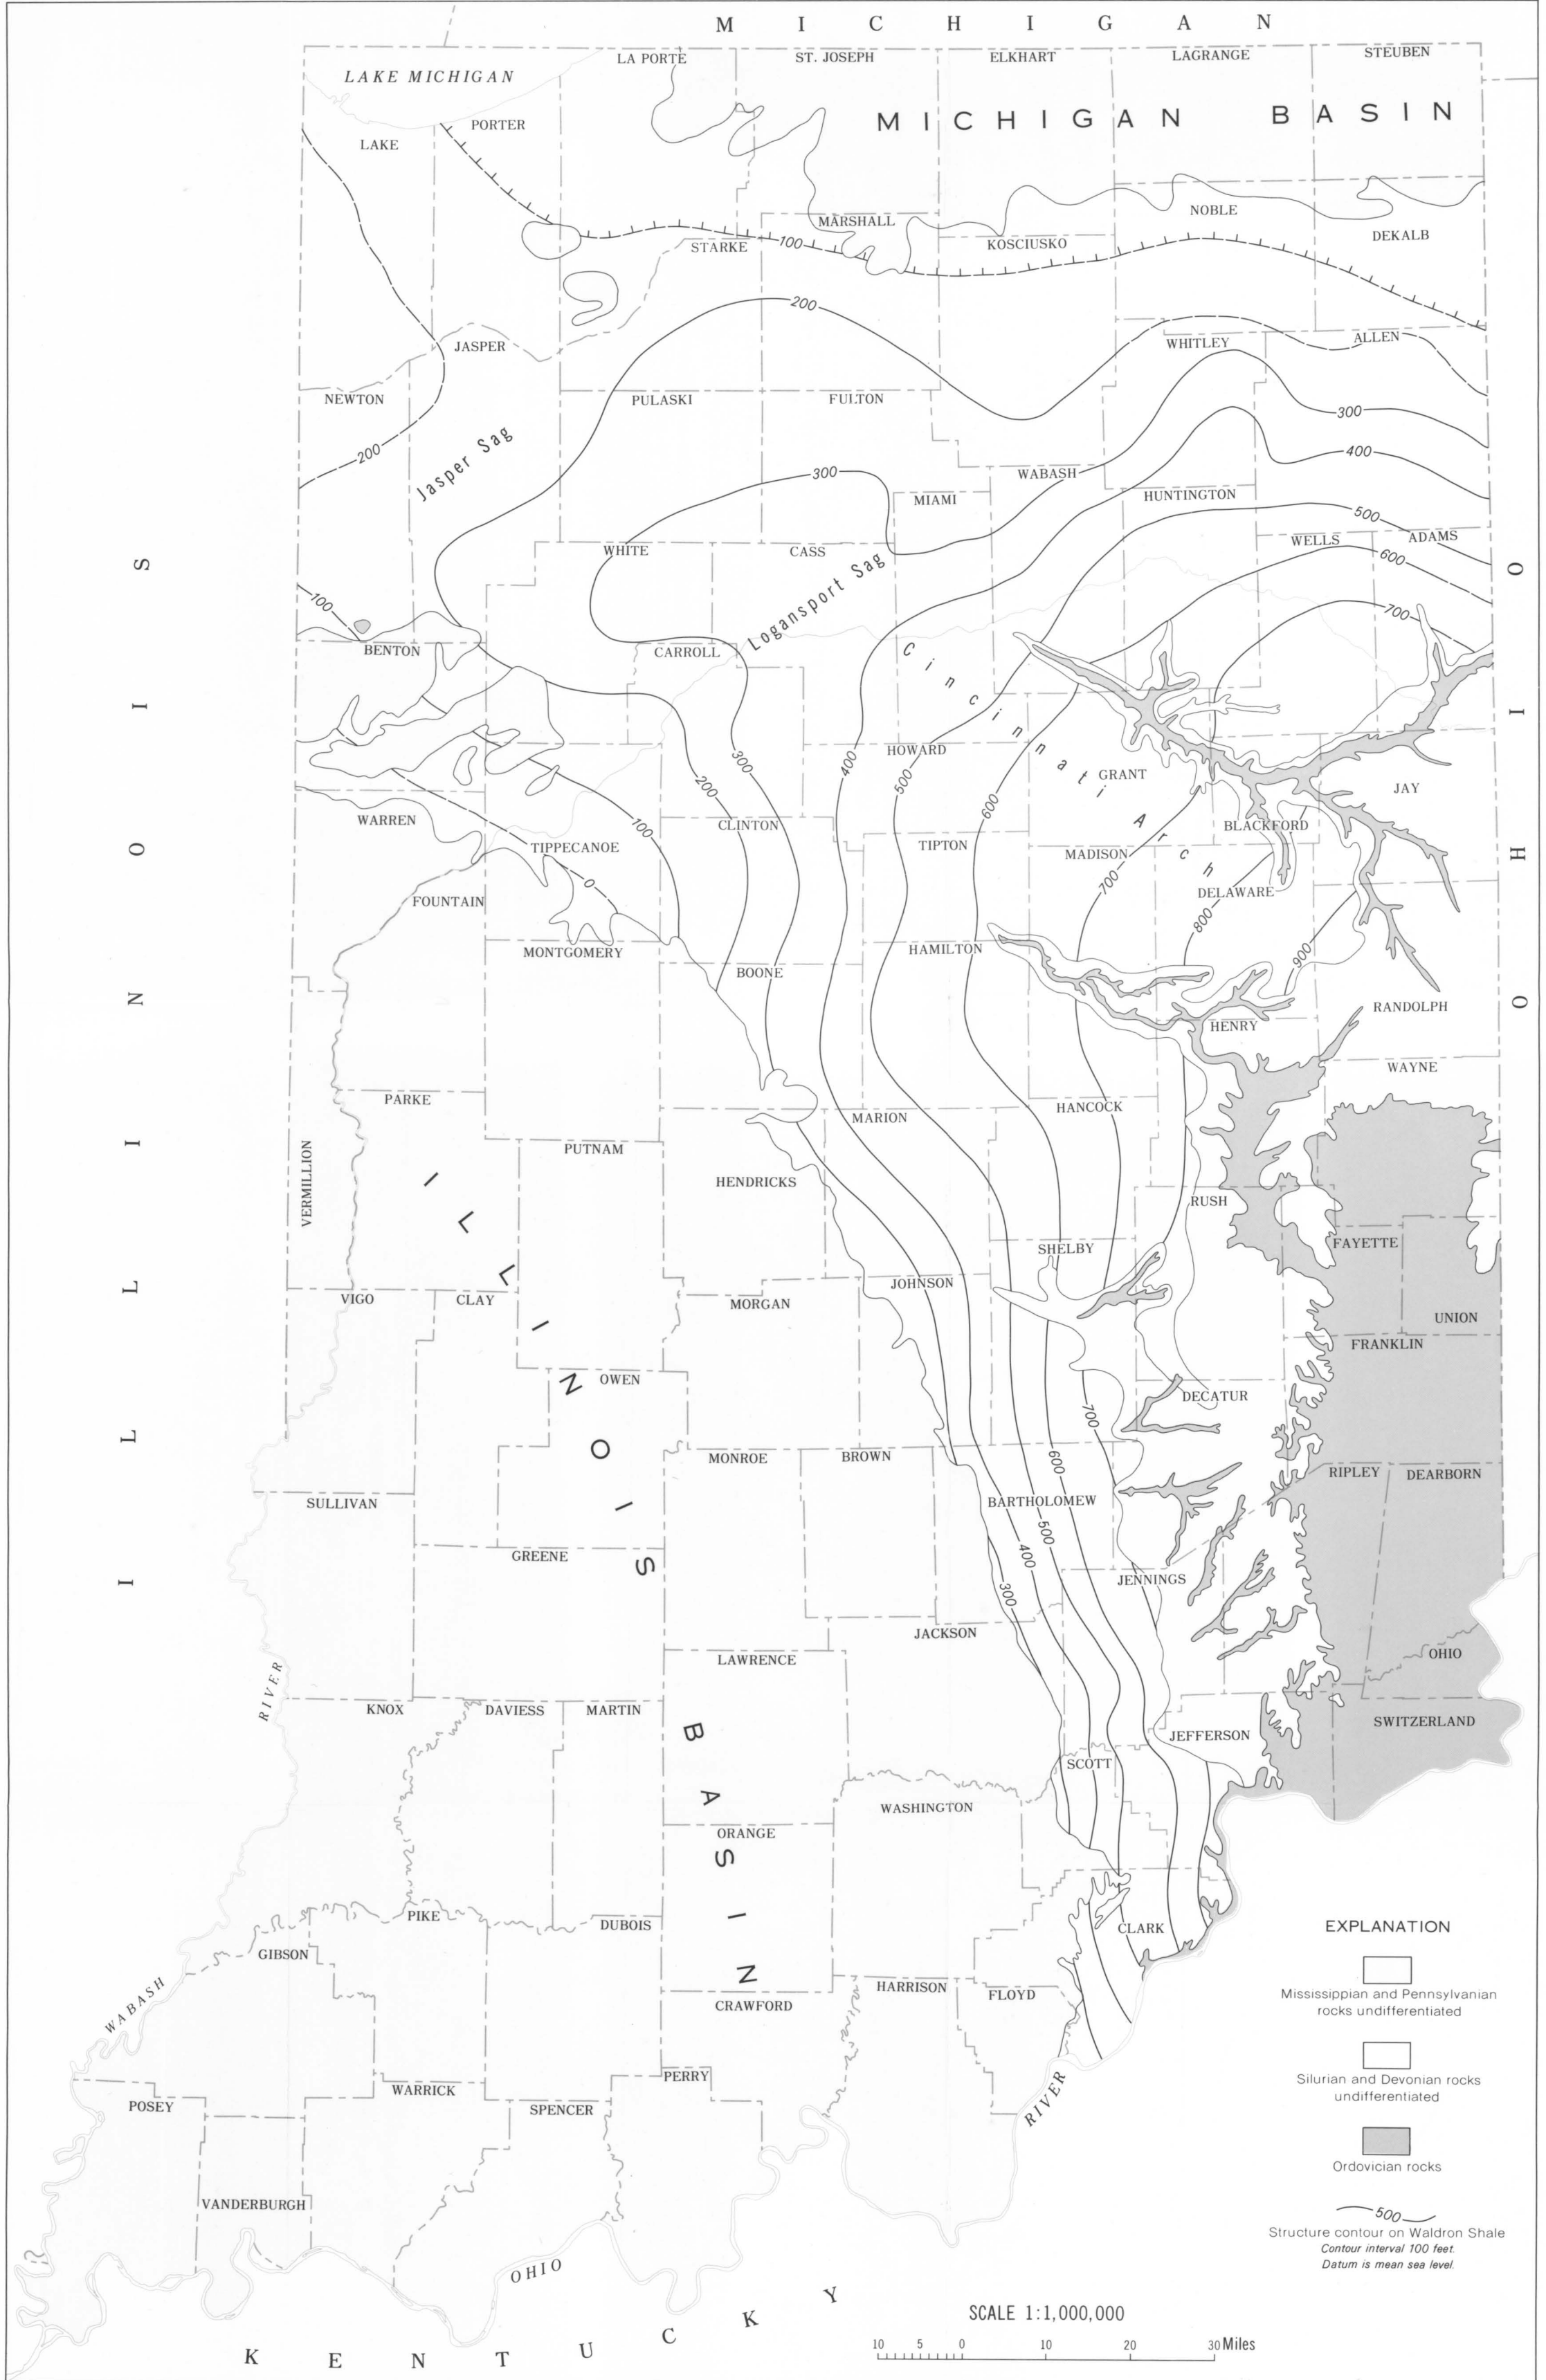 M I C H I G A N
LAKE MICHIGAN
LA PORTE
ST. JOSEPH
ELKHART
LAGRANGE
STEUBEN
MICHIGAN BASIN
LAKE
PORTER
NOBLE
DEKALB
STARKE
100
MARSHALL
KOSCIUSKO
200
JASPER
WHITLEY
ALLEN
NEWTON
PULASKI
FULTON
300
200
Jasper Sag
300
WABASH
400
MIAMI
HUNTINGTON
500
WHITE
CASS
WELLS
ADAMS
600
Logansport Sag
100
700
BENTON
CARROLL
Cincinnati Arch
HOWARD
300
400
500
GRANT
200
600
JAY
WARREN
100
CLINTON
BLACKFORD
TIPPECANOE
TIPTON
MADISON
700
0
DELAWARE
FOUNTAIN
800
MONTGOMERY
HAMILTON
900
BOONE
RANDOLPH
HENRY
WAYNE
PARKE
HANCOCK
MARION
PUTNAM
VERMILLION
HENDRICKS
RUSH
FAYETTE
SHELBY
JOHNSON
VIGO
CLAY
MORGAN
UNION
FRANKLIN
OWEN
DECATUR
700
MONROE
BROWN
600
RIPLEY
DEARBORN
SULLIVAN
BARTHOLOMEW
500
GREENE
400
JENNINGS
300
JACKSON
LAWRENCE
OHIO
RIVER
KNOX
DAVIESS
MARTIN
SWITZERLAND
JEFFERSON
SCOTT
WASHINGTON
ORANGE
PIKE
DUBOIS
CLARK
GIBSON
WABASH
HARRISON
FLOYD
CRAWFORD
PERRY
WARRICK
RIVER
POSEY
SPENCER
VANDERBURGH
OHIO
ILLINOIS BASIN
I L L I N O I S
O H I O
K E N T U C K Y
EXPLANATION
Mississippian and Pennsylvanian
rocks undifferentiated
Silurian and Devonian rocks
undifferentiated
Ordovician rocks
500
Structure contour on Waldron Shale
Contour interval 100 feet.
Datum is mean sea level.
SCALE 1:1,000,000
10 5 0 10 20 30 Miles